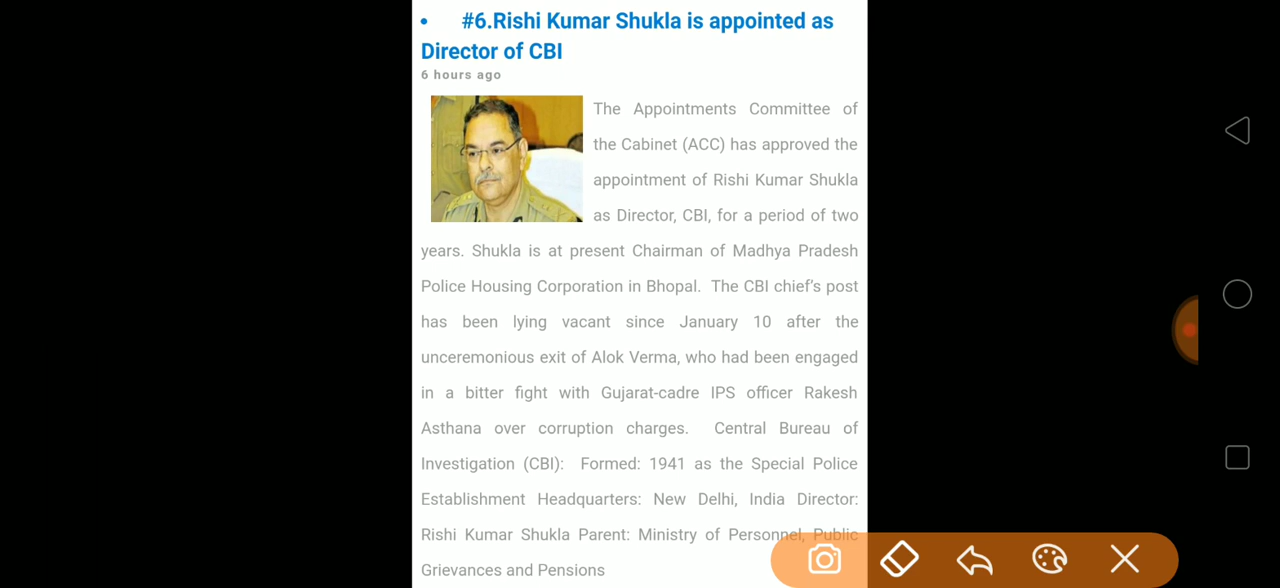 • #6.Rishi Kumar Shukla is appointed as
Director of CBI
6 hours ago
The Appointments Committee of
the Cabinet (ACC) has approved the
appointment of Rishi Kumar Shukla
as Director, CBI, for a period of two
years. Shukla is at present Chairman of Madhya Pradesh
Police Housing Corporation in Bhopal. The CBI chief's post
has been lying vacant since January 10 after the
unceremonious exit of Alok Verma, who had been engaged
in a bitter fight with Gujarat-cadre IPS officer Rakesh
Asthana over corruption charges. Central Bureau of
Investigation (CBI): Formed: 1941 as the Special Police
Establishment Headquarters: New Delhi, India Director:
Rishi Kumar Shukla Parent: Ministry of Personnel, Public
Grievances and Pensions